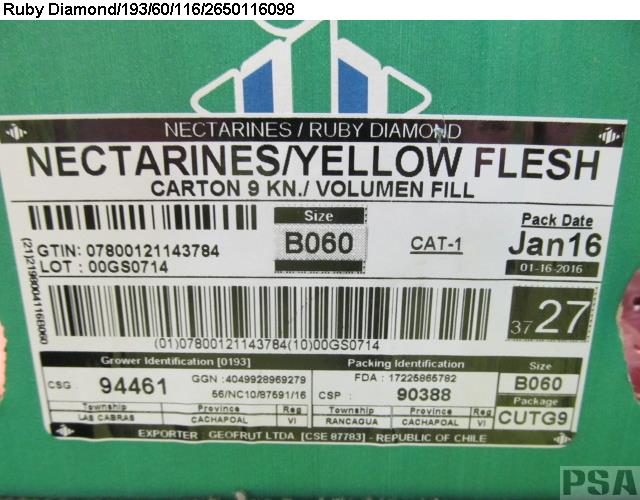 Ruby Diamond/193/60/116/2650116098
NECTARINES / RUBY DIAMOND
NECTARINES/YELLOW FLESH
CARTON 9 KN./ VOLUMEN FILL
GTIN: 07800121143784
LOT : 00GS0714
Size
B060
CAT-1
Pack Date
Jan16
01-16-2016
(01)07800121143784(10)00GS0714
3727
Grower Identification [0193]
CSG 94461
GGN :4049928969279
56/NC10/87591/16
Township Province Reg
LAS CABRAS CACHAPOAL VI
Packing Identification
FDA : 17225865782
CSP : 90388
Township Province Reg
RANCAGUA CACHAPOAL VI
Size
B060
Package
CUTG9
EXPORTER : GEOFRUT LTDA. [CSE 87783] - REPUBLIC OF CHILE
PSA